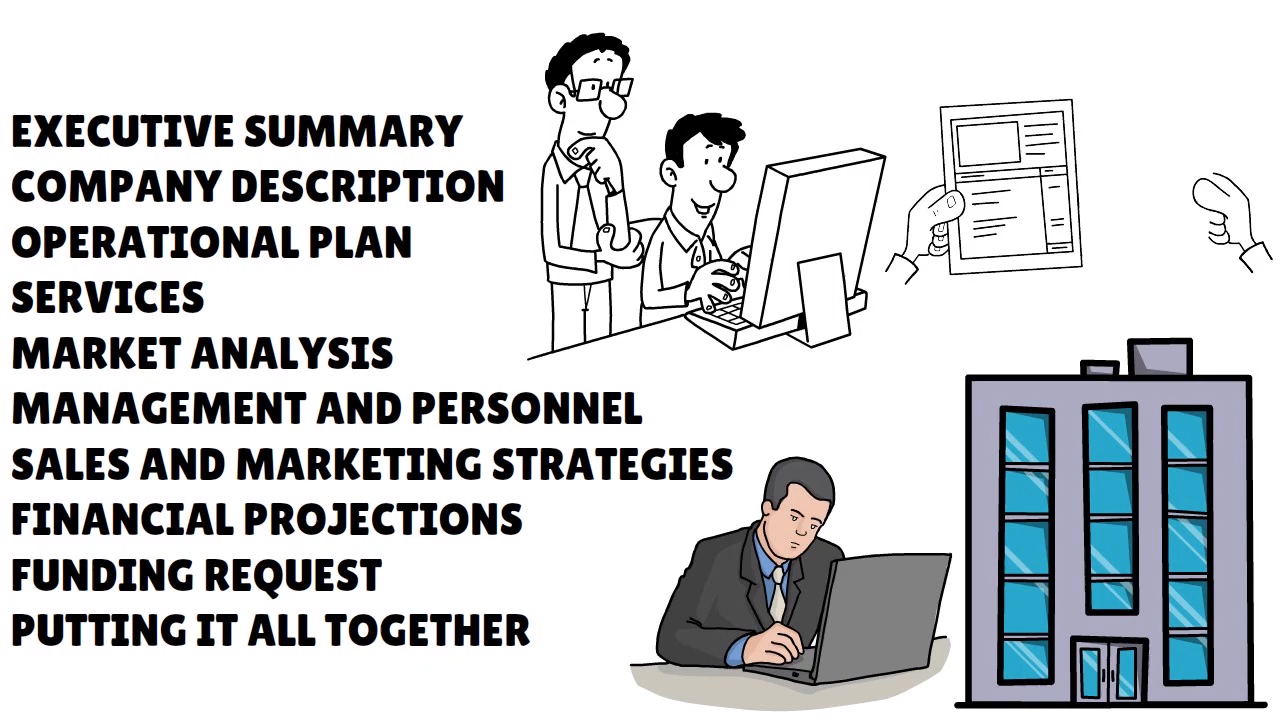 EXECUTIVE SUMMARY
COMPANY DESCRIPTION
OPERATIONAL PLAN
SERVICES
MARKET ANALYSIS
MANAGEMENT AND PERSONNEL
SALES AND MARKETING STRATEGIES
FINANCIAL PROJECTIONS
FUNDING REQUEST
PUTTING IT ALL TOGETHER